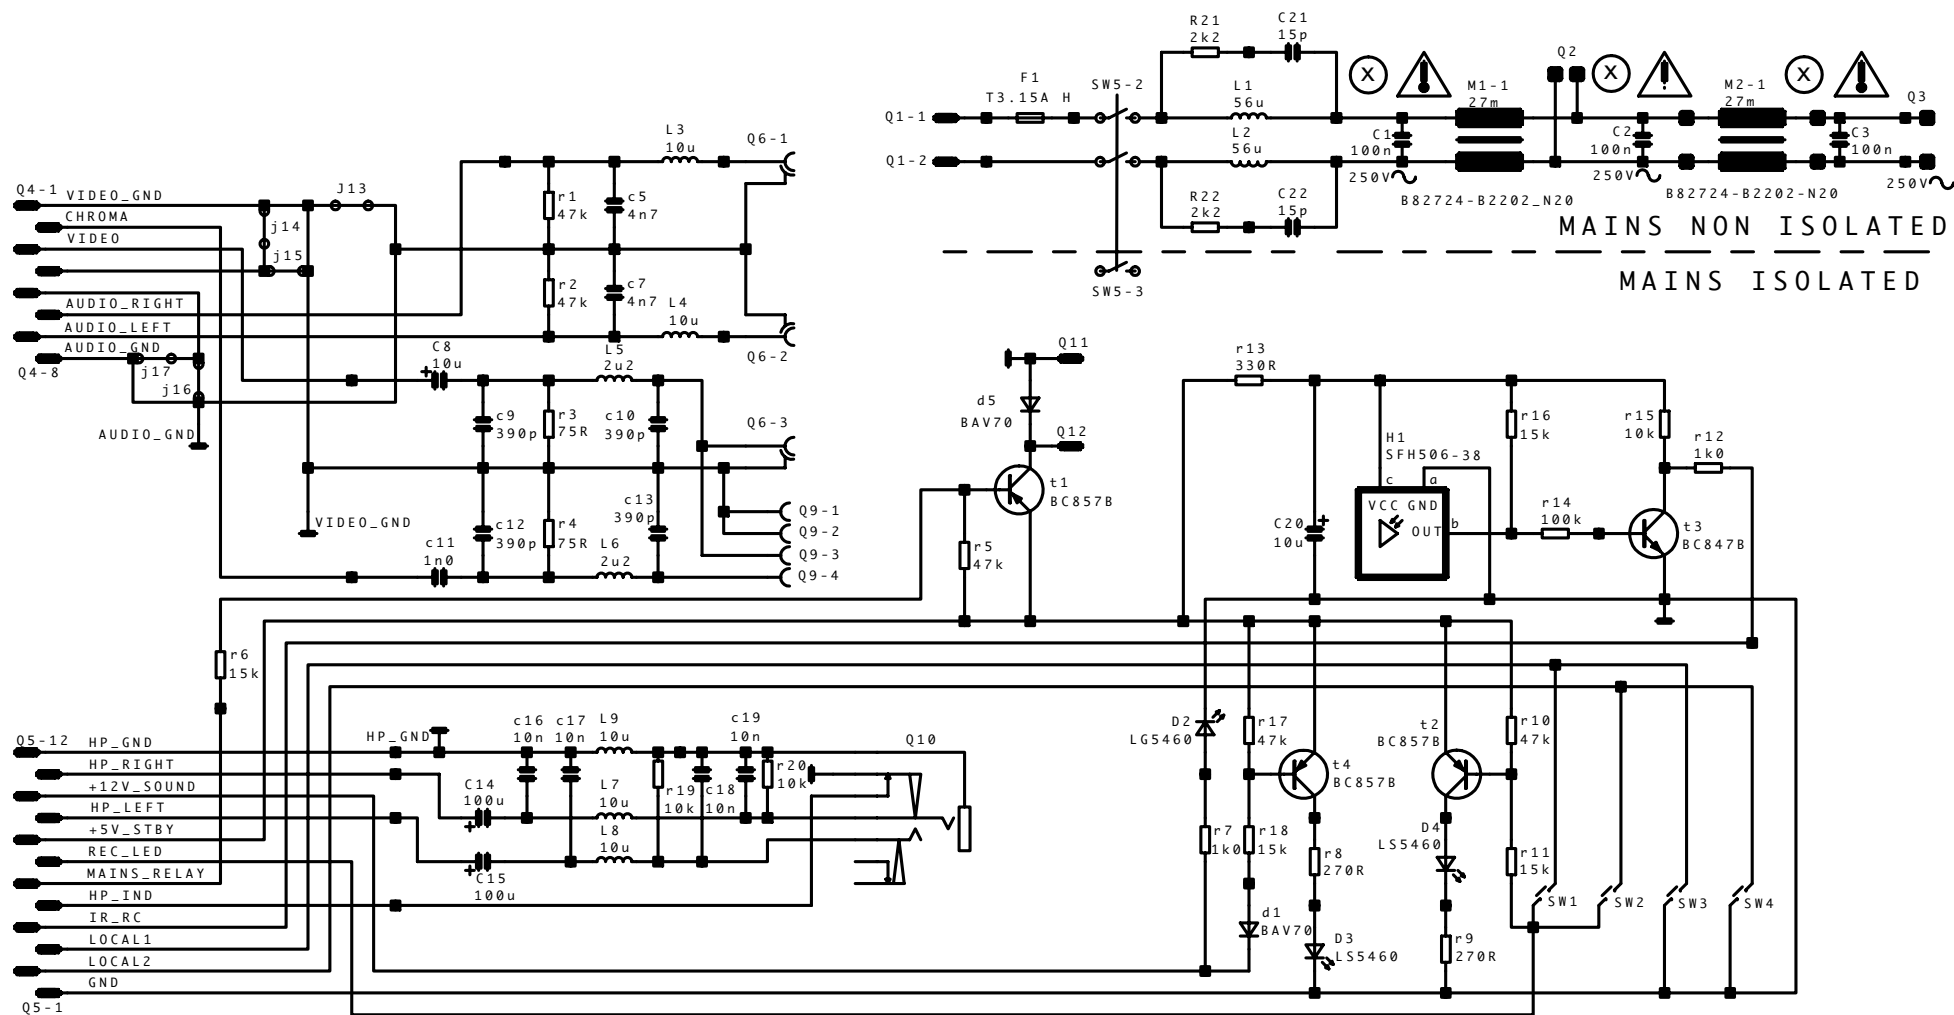 R21
2k2
C21
15p
F1
T3.15A H
SW5-2
Q1-1
Q1-2
L1
56u
L2
56u
R22
2k2
C22
15p
X
C1
100n
250V
M1-1
27m
B82724-B2202_N20
Q2
X
C2
100n
250V
M2-1
27m
B82724-B2202-N20
X
C3
100n
250V
Q3
MAINS NON ISOLATED
MAINS ISOLATED
SW5-3
Q4-1
VIDEO_GND
CHROMA
VIDEO
AUDIO_RIGHT
AUDIO_LEFT
AUDIO_GND
Q4-8
J13
j14
j15
j17
j16
AUDIO_GND
L3
10u
Q6-1
r1
47k
c5
4n7
r2
47k
c7
4n7
L4
10u
Q6-2
C8
10u
+
L5
2u2
c9
390p
r3
75R
c10
390p
Q6-3
VIDEO_GND
c12
390p
r4
75R
c13
390p
c11
1n0
L6
2u2
Q9-1
Q9-2
Q9-3
Q9-4
Q11
d5
BAV70
Q12
t1
BC857B
r5
47k
r6
15k
r13
330R
C20
10u
+
H1
SFH506-38
c
a
VCC GND
OUT
b
r16
15k
r14
100k
r15
10k
r12
1k0
t3
BC847B
Q5-12
HP_GND
HP_RIGHT
+12V_SOUND
HP_LEFT
+5V_STBY
REC_LED
MAINS_RELAY
HP_IND
IR_RC
LOCAL1
LOCAL2
GND
Q5-1
HP_GND
C14
100u
+
C15
100u
+
c16
10n
c17
10n
L9
10u
L7
10u
L8
10u
r19
10k
c18
10n
c19
10n
r20
10k
Q10
D2
LG5460
r7
1k0
r17
47k
r18
15k
d1
BAV70
t4
BC857B
r8
270R
D3
LS5460
t2
BC857B
D4
LS5460
r9
270R
r10
47k
r11
15k
SW1
SW2
SW3
SW4